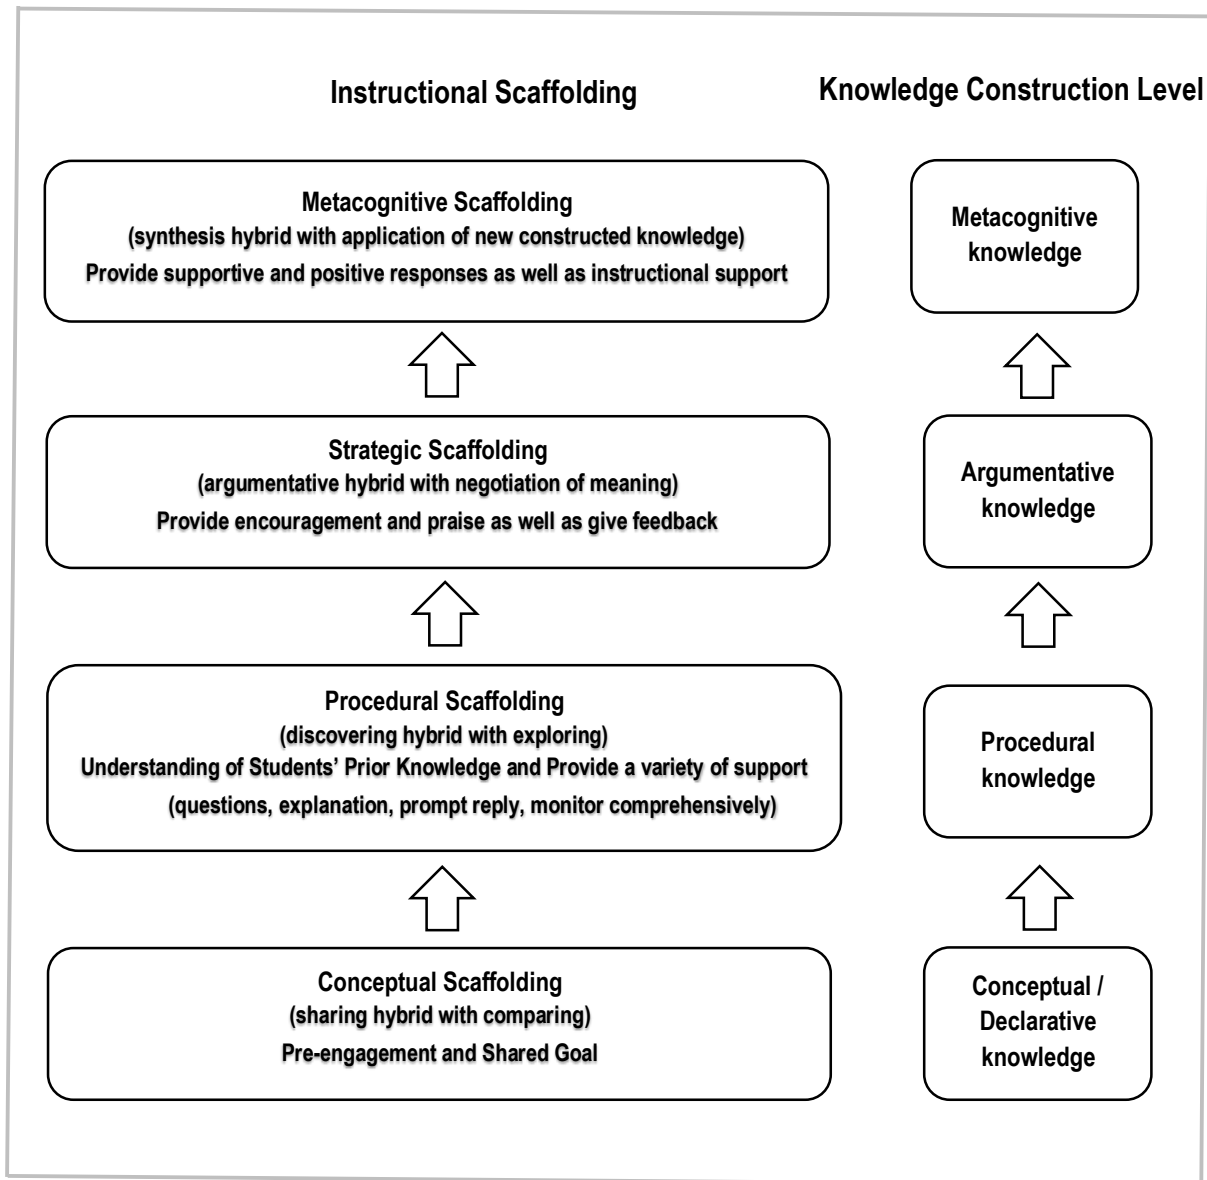 Instructional Scaffolding
Knowledge Construction Level
Metacognitive Scaffolding
(synthesis hybrid with application of new constructed knowledge)
Provide supportive and positive responses as well as instructional support
Metacognitive
knowledge
Strategic Scaffolding
(argumentative hybrid with negotiation of meaning)
Provide encouragement and praise as well as give feedback
Argumentative
knowledge
Procedural Scaffolding
(discovering hybrid with exploring)
Understanding of Students’ Prior Knowledge and Provide a variety of support
(questions, explanation, prompt reply, monitor comprehensively)
Procedural
knowledge
Conceptual Scaffolding
(sharing hybrid with comparing)
Pre-engagement and Shared Goal
Conceptual /
Declarative
knowledge